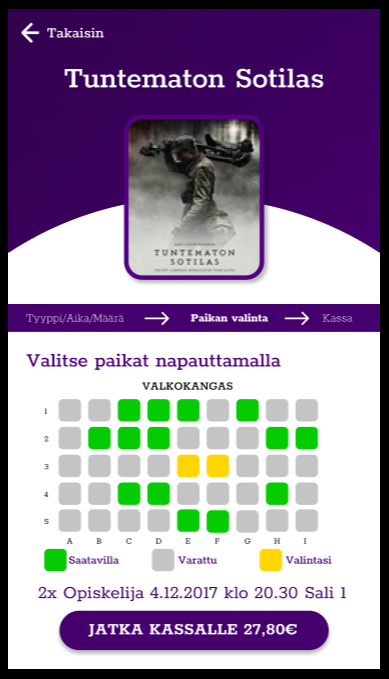 Takaisin
Tuntematon Sotilas
TUNTEMATON
SOTILAS
Tyyppi/Aika/Määrä Paikan valinta Kassa
Valitse paikat napauttamalla
VALKOKANGAS
1
2
3
4
5
A B C D E F G H I
Saatavilla Varattu Valintasi
2x Opiskelija 4.12.2017 klo 20.30 Sali 1
JATKA KASSALLE 27,80€